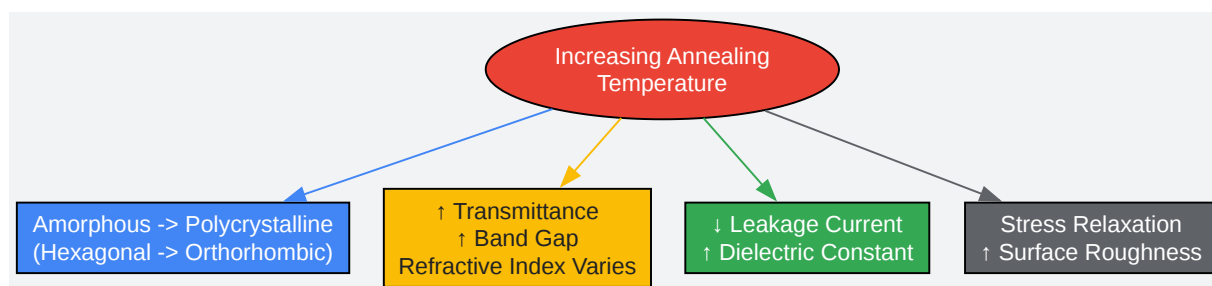 Increasing Annealing
Temperature
Amorphous -> Polycrystalline
(Hexagonal -> Orthorhombic)
↑ Transmittance
↑ Band Gap
Refractive Index Varies
↓ Leakage Current
↑ Dielectric Constant
Stress Relaxation
↑ Surface Roughness